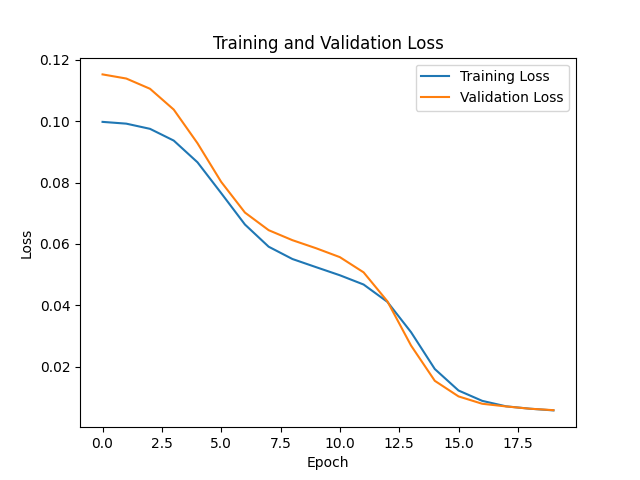 Training and Validation Loss
Training Loss
Validation Loss
0.12
0.10
0.08
0.06
0.04
0.02
Loss
0.0 2.5 5.0 7.5 10.0 12.5 15.0 17.5
Epoch